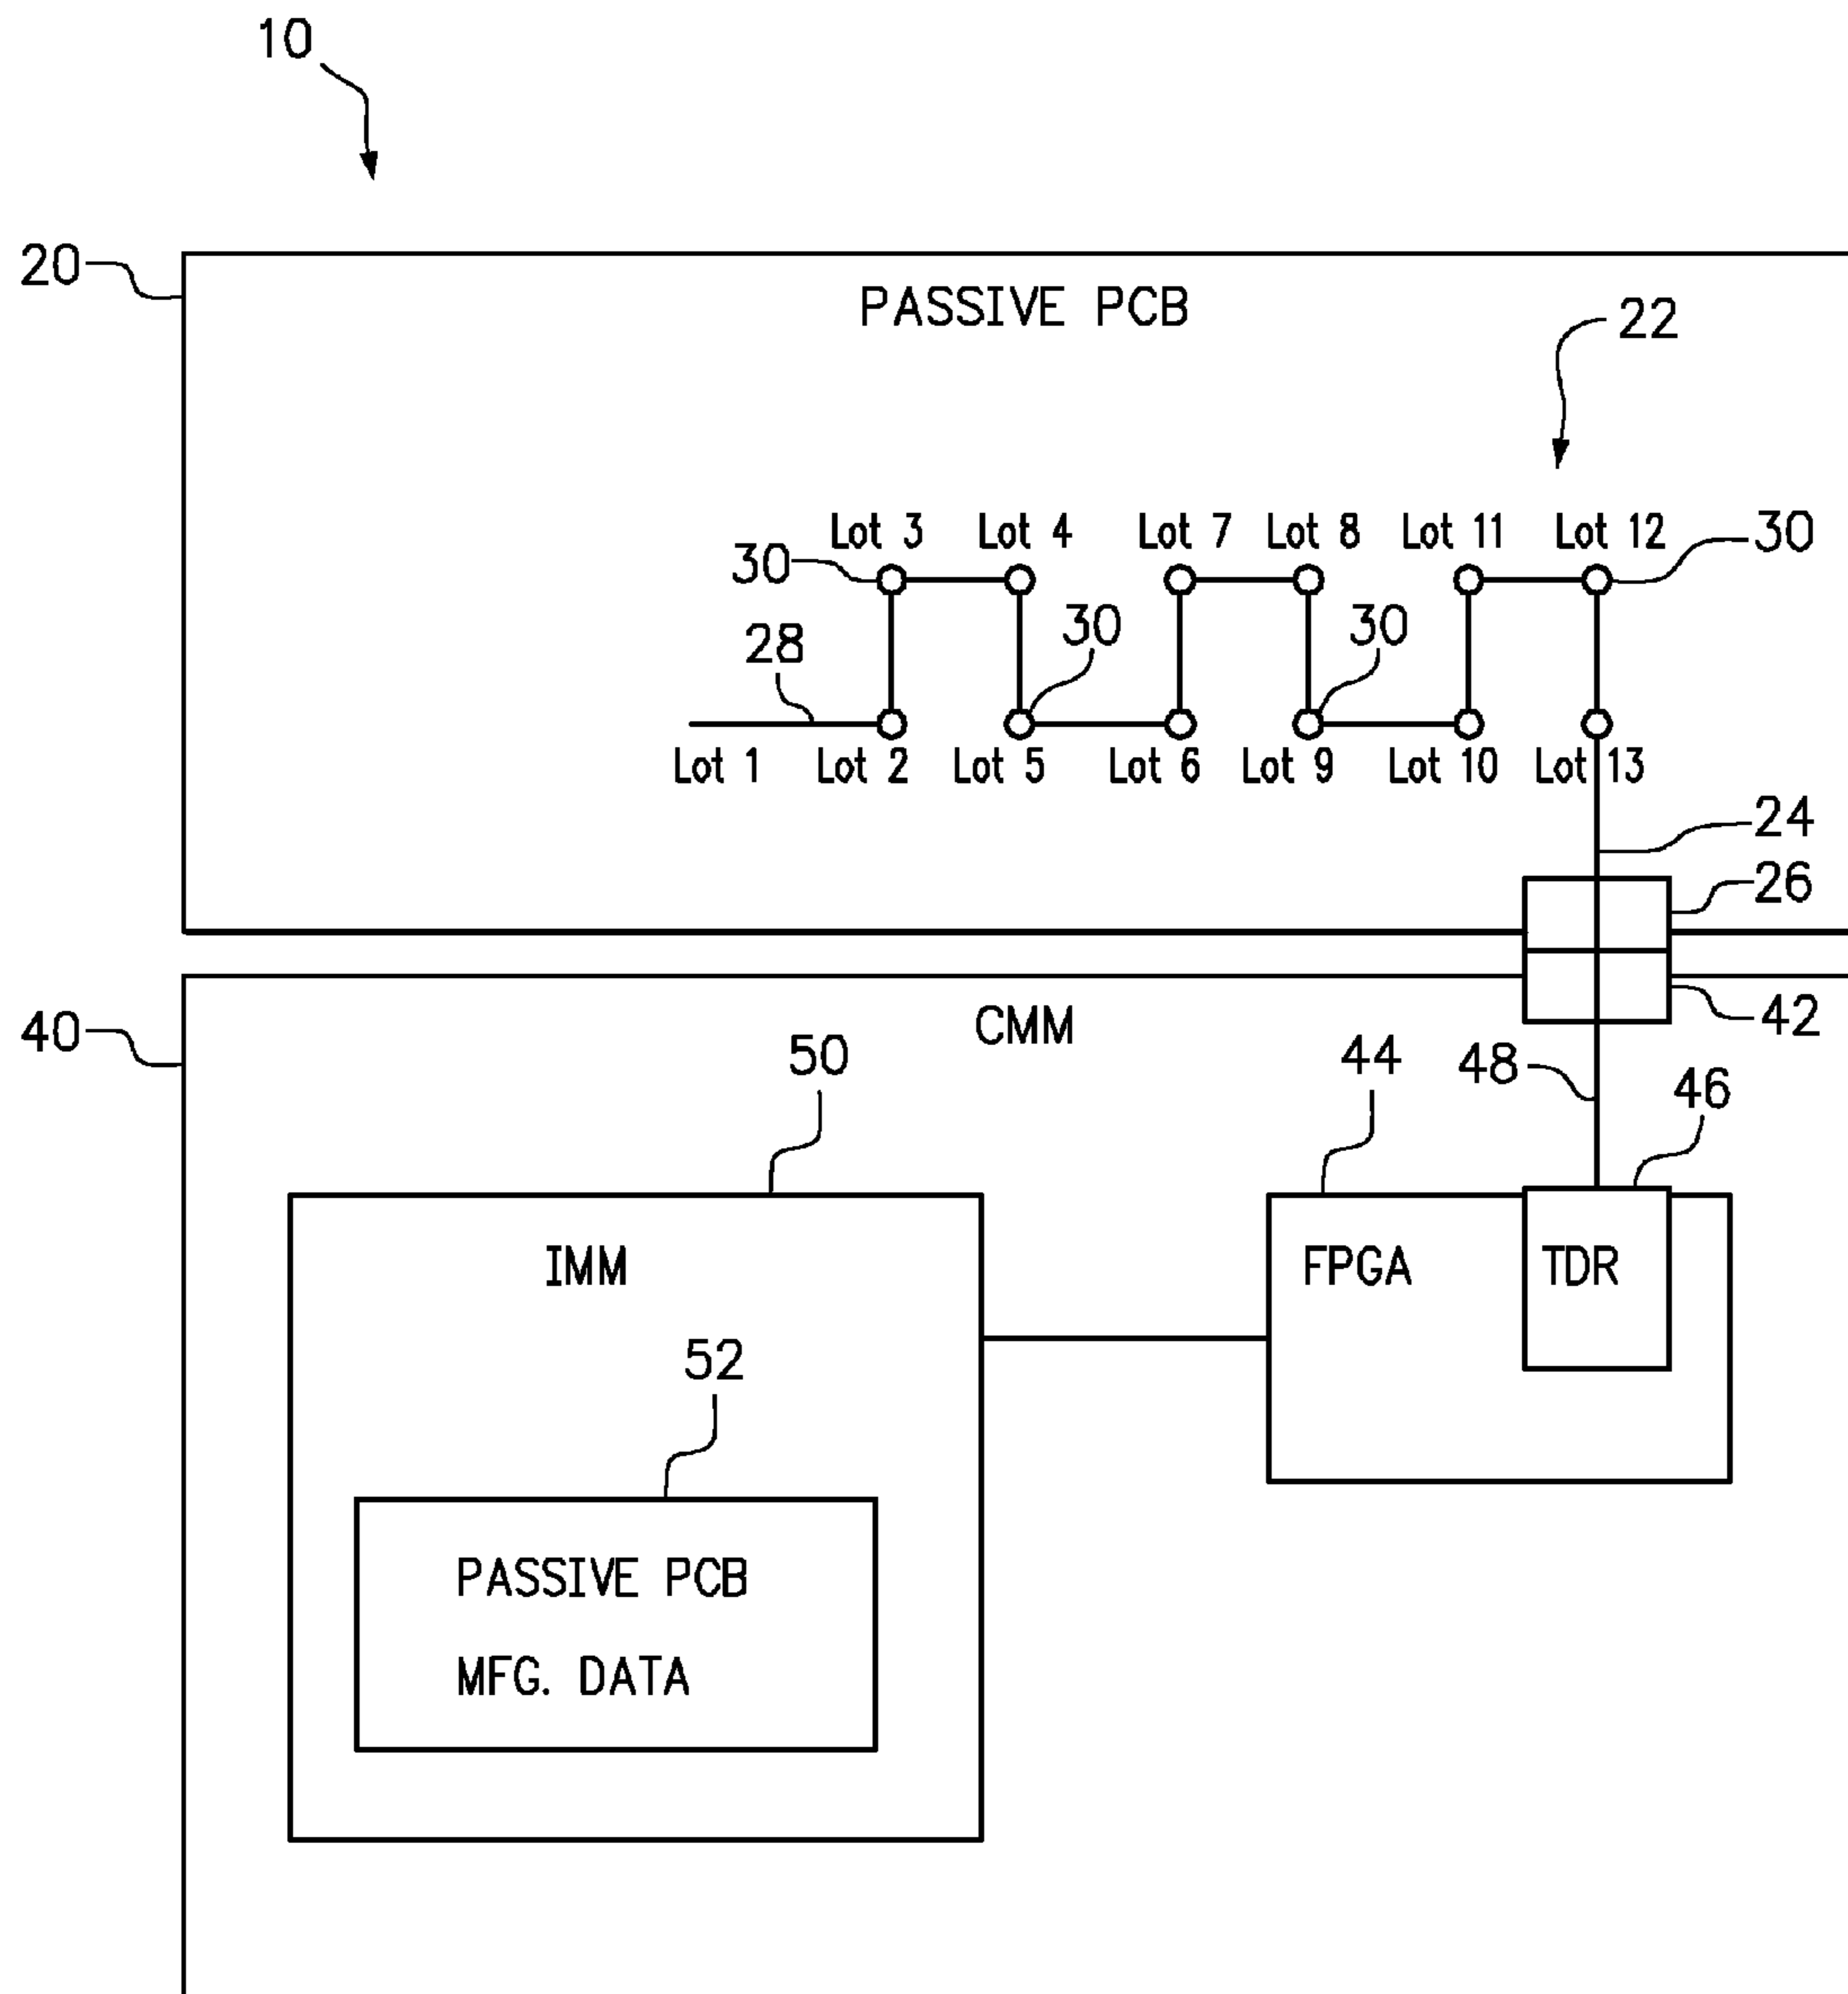 10
20
PASSIVE PCB
22
Lot 3 Lot 4 Lot 7 Lot 8 Lot 11 Lot 12
30 30
28 30 30
Lot 1 Lot 2 Lot 5 Lot 6 Lot 9 Lot 10 Lot 13
24
26
40 CMM 42
50 44 48 46
IMM FPGA TDR
52
PASSIVE PCB
MFG. DATA